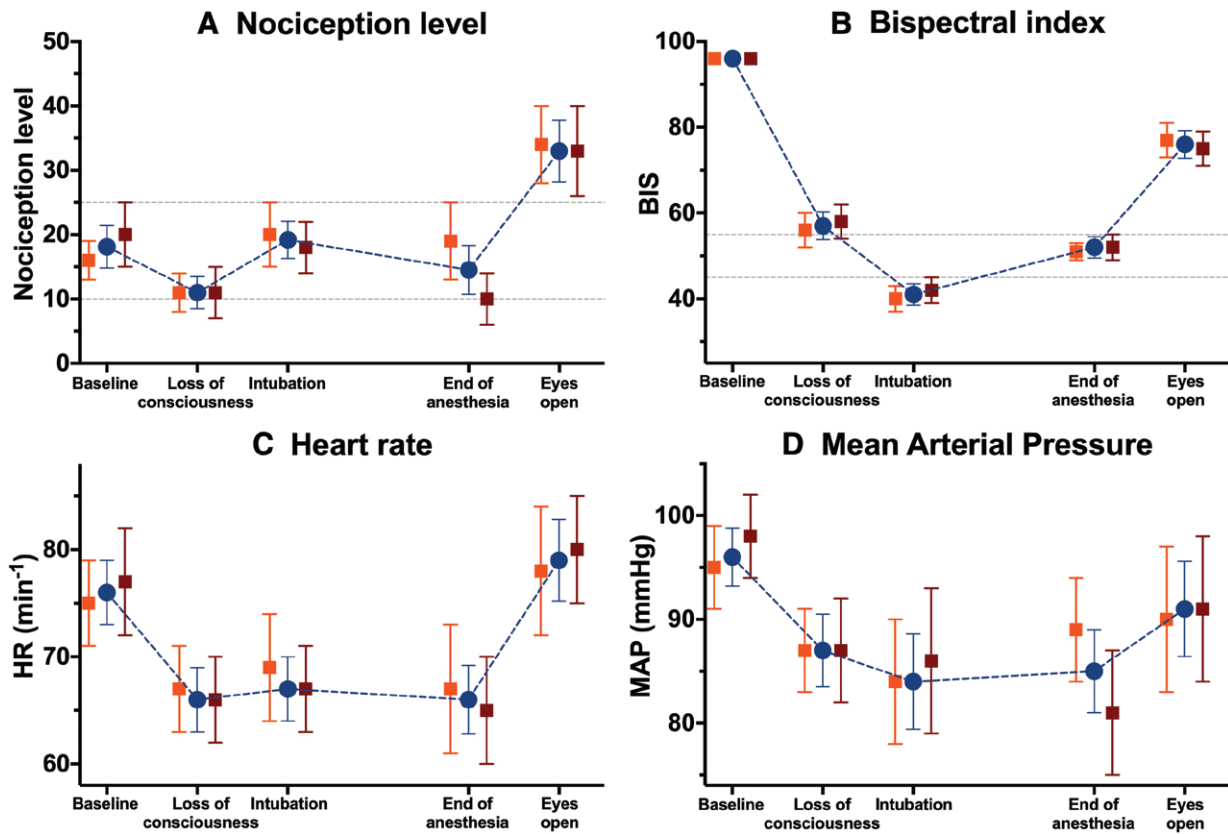 A Nociception level
Nociception level
50
40
30
20
10
0
Baseline
Loss of
consciousness
Intubation
End of
anesthesia
Eyes
open
B Bispectral index
BIS
100
80
60
40
Baseline
Loss of
consciousness
Intubation
End of
anesthesia
Eyes
open
C Heart rate
HR (min⁻¹)
80
70
60
Baseline
Loss of
consciousness
Intubation
End of
anesthesia
Eyes
open
D Mean Arterial Pressure
MAP (mmHg)
100
90
80
Baseline
Loss of
consciousness
Intubation
End of
anesthesia
Eyes
open